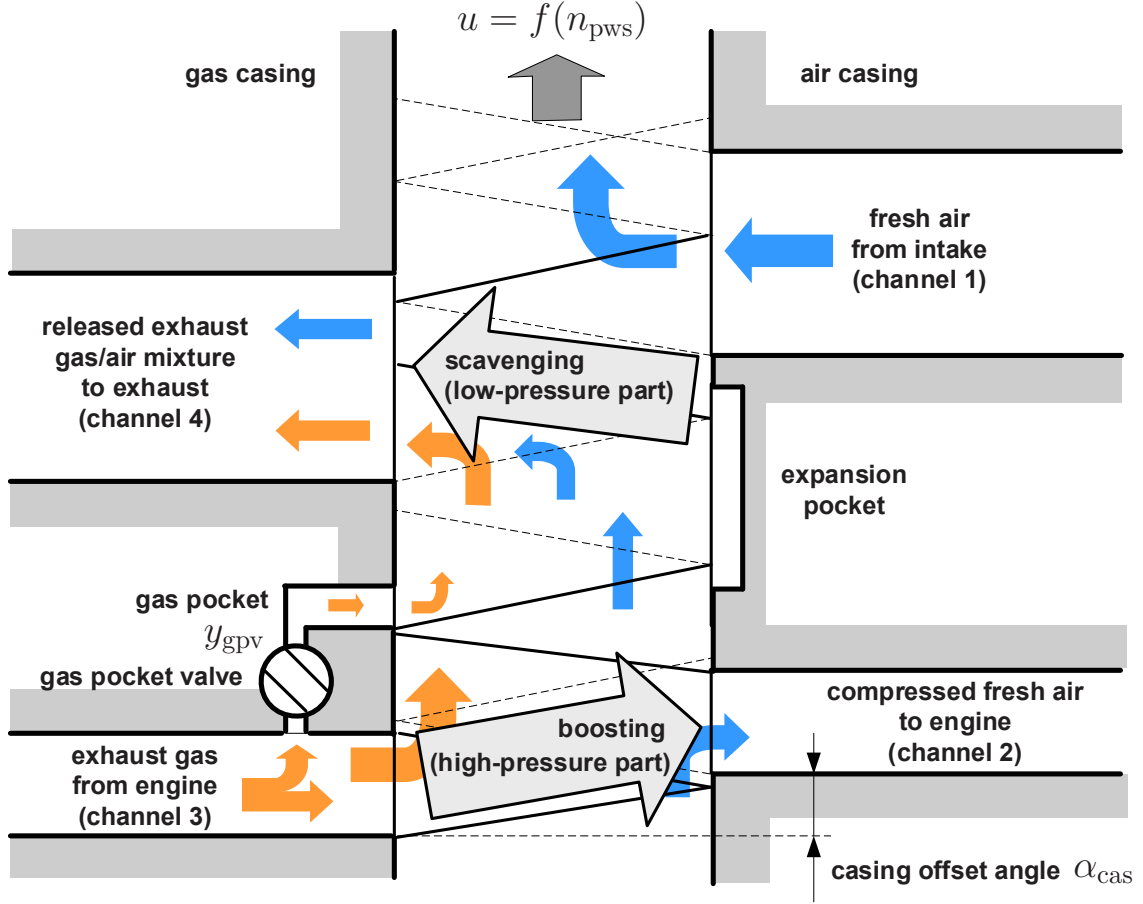 u = f(n_pws)
gas casing
air casing
fresh air
from intake
(channel 1)
released exhaust
gas/air mixture
to exhaust
(channel 4)
scavenging
(low-pressure part)
expansion
pocket
gas pocket
y_gpv
gas pocket valve
compressed fresh air
to engine
(channel 2)
boosting
(high-pressure part)
exhaust gas
from engine
(channel 3)
casing offset angle α_cas